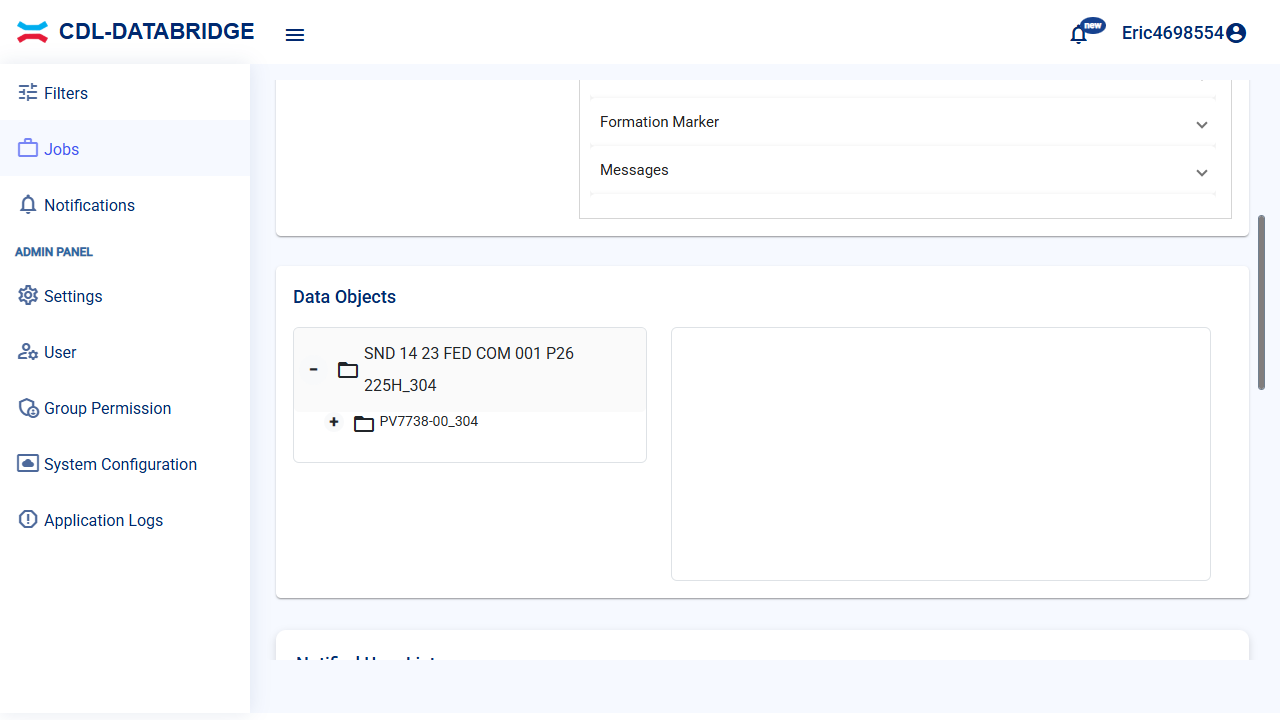 CDL-DATABRIDGE
new
Eric4698554
Filters
Jobs
Notifications
ADMIN PANEL
Settings
User
Group Permission
System Configuration
Application Logs
Formation Marker
Messages
Data Objects
SND 14 23 FED COM 001 P26
225H_304
PV7738-00_304